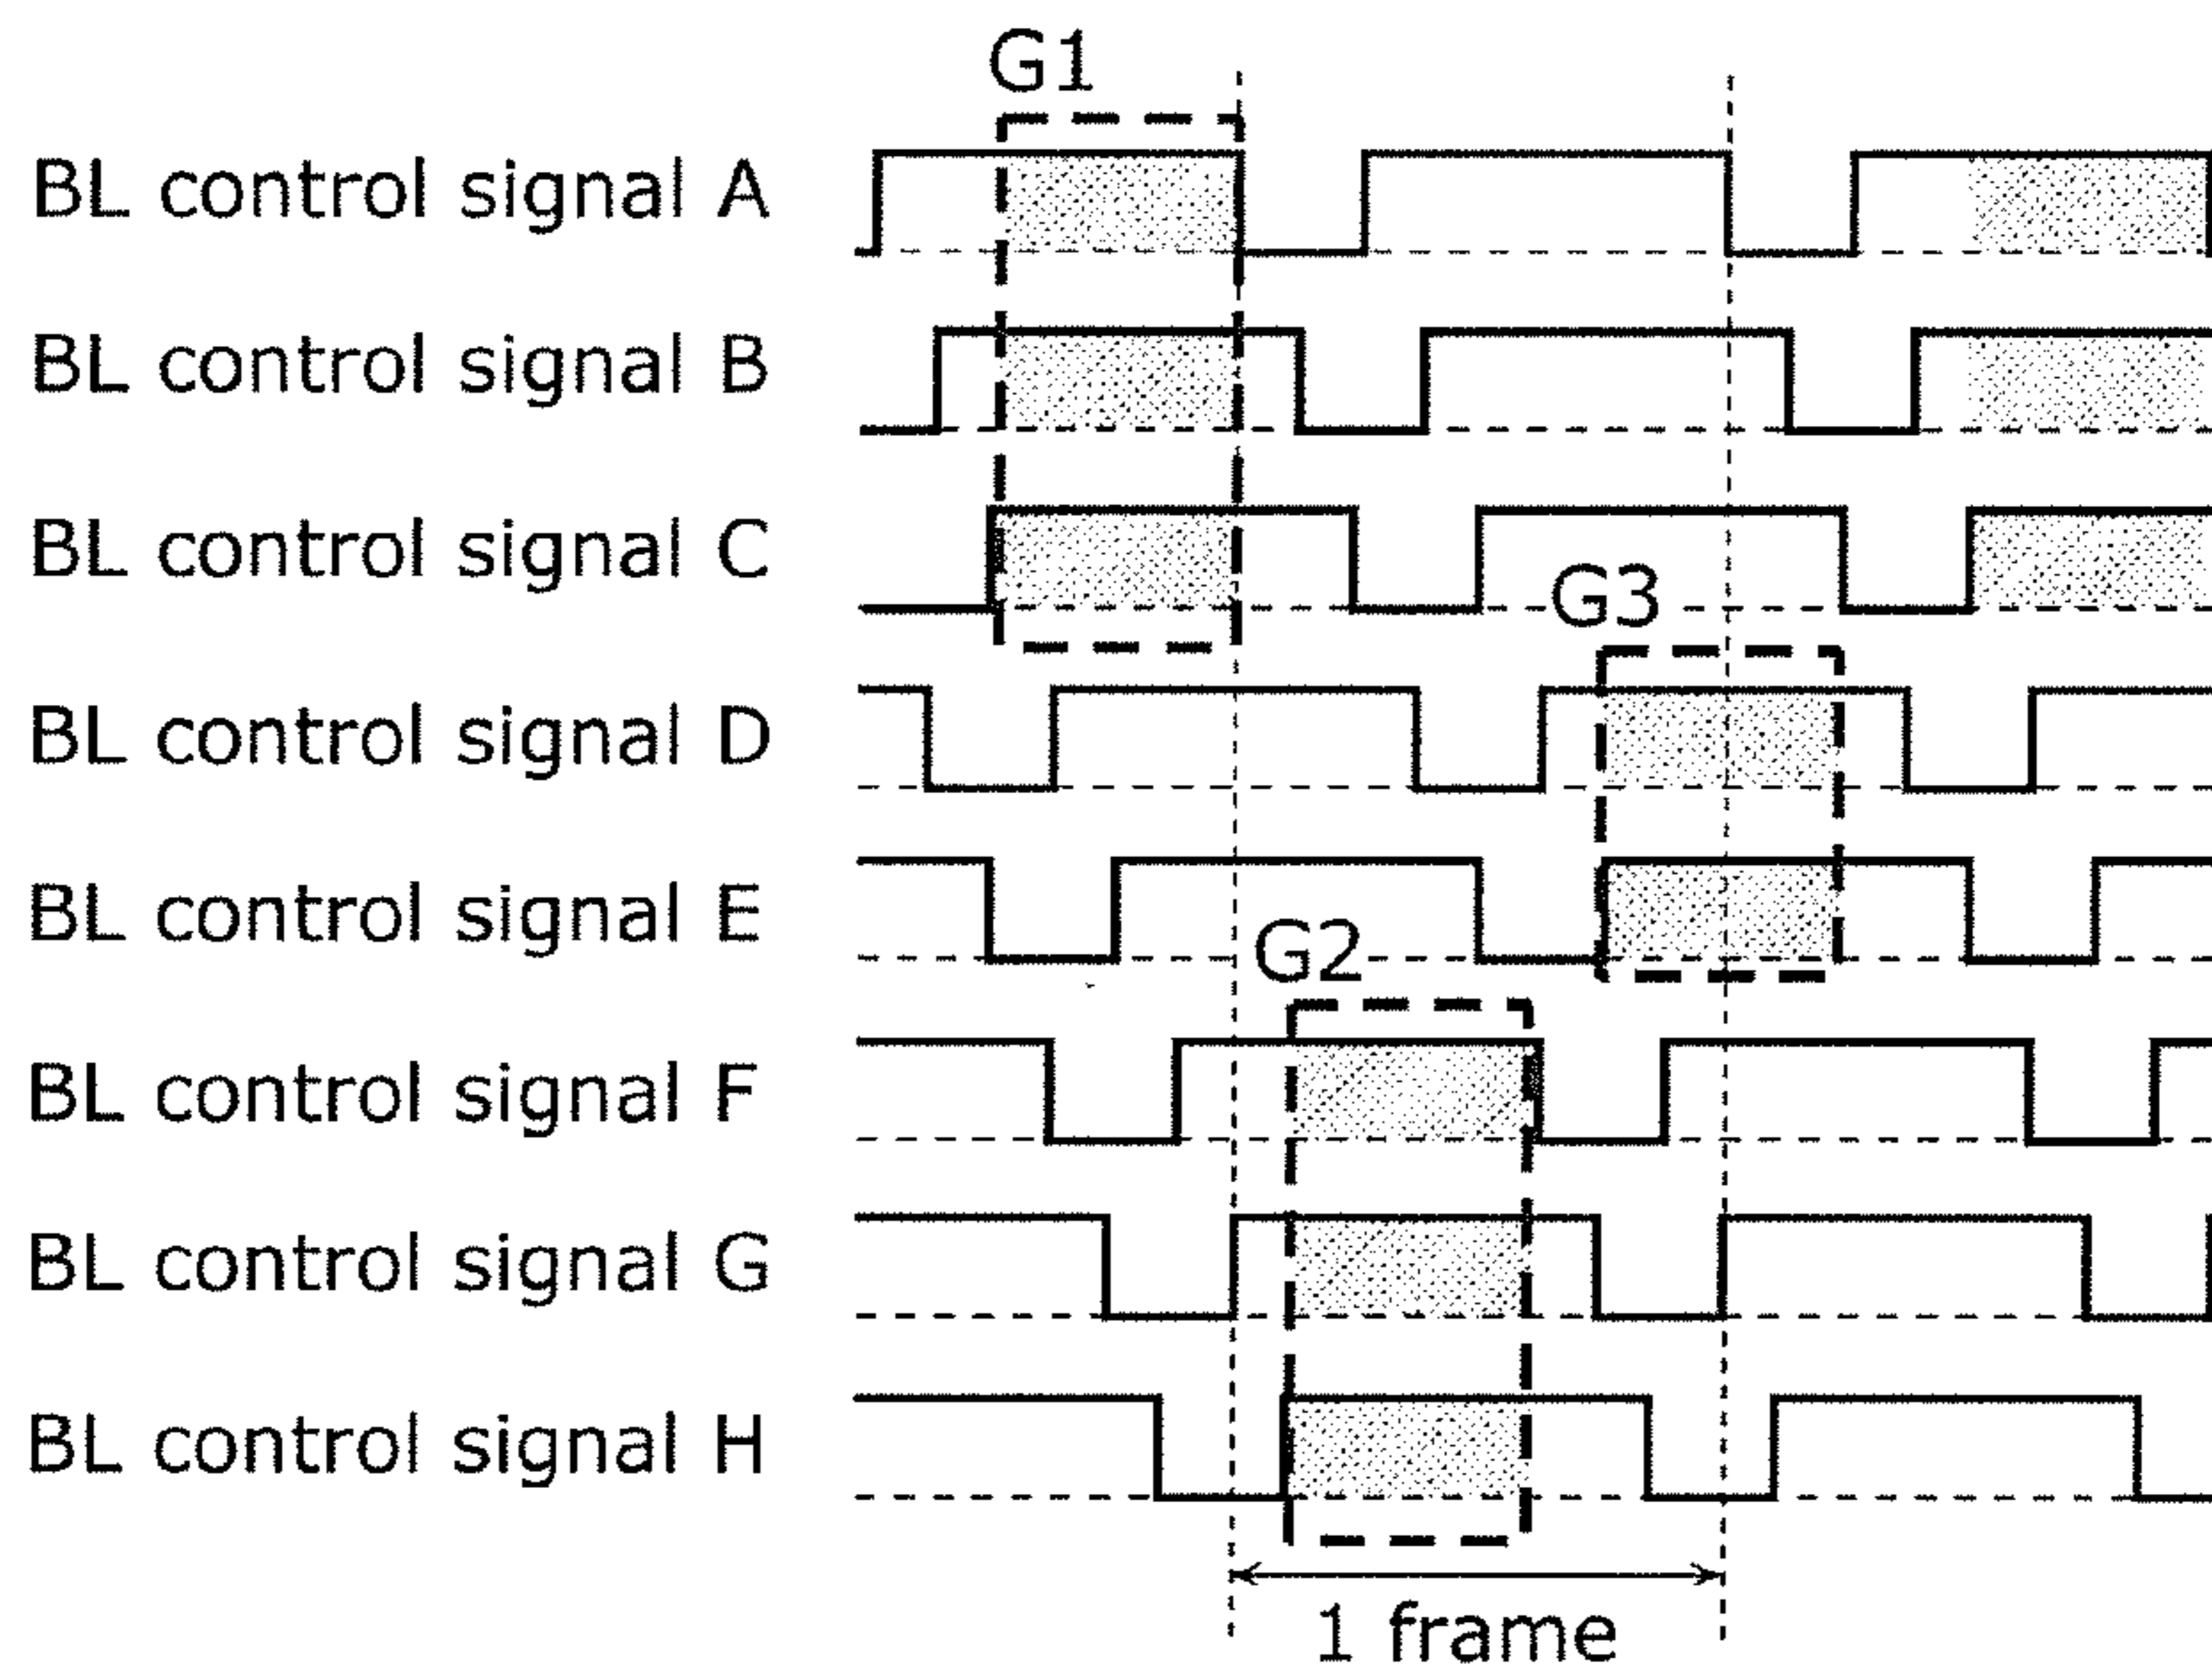 G1
BL control signal A
BL control signal B
BL control signal C
G3
BL control signal D
BL control signal E
G2
BL control signal F
BL control signal G
BL control signal H
1 frame